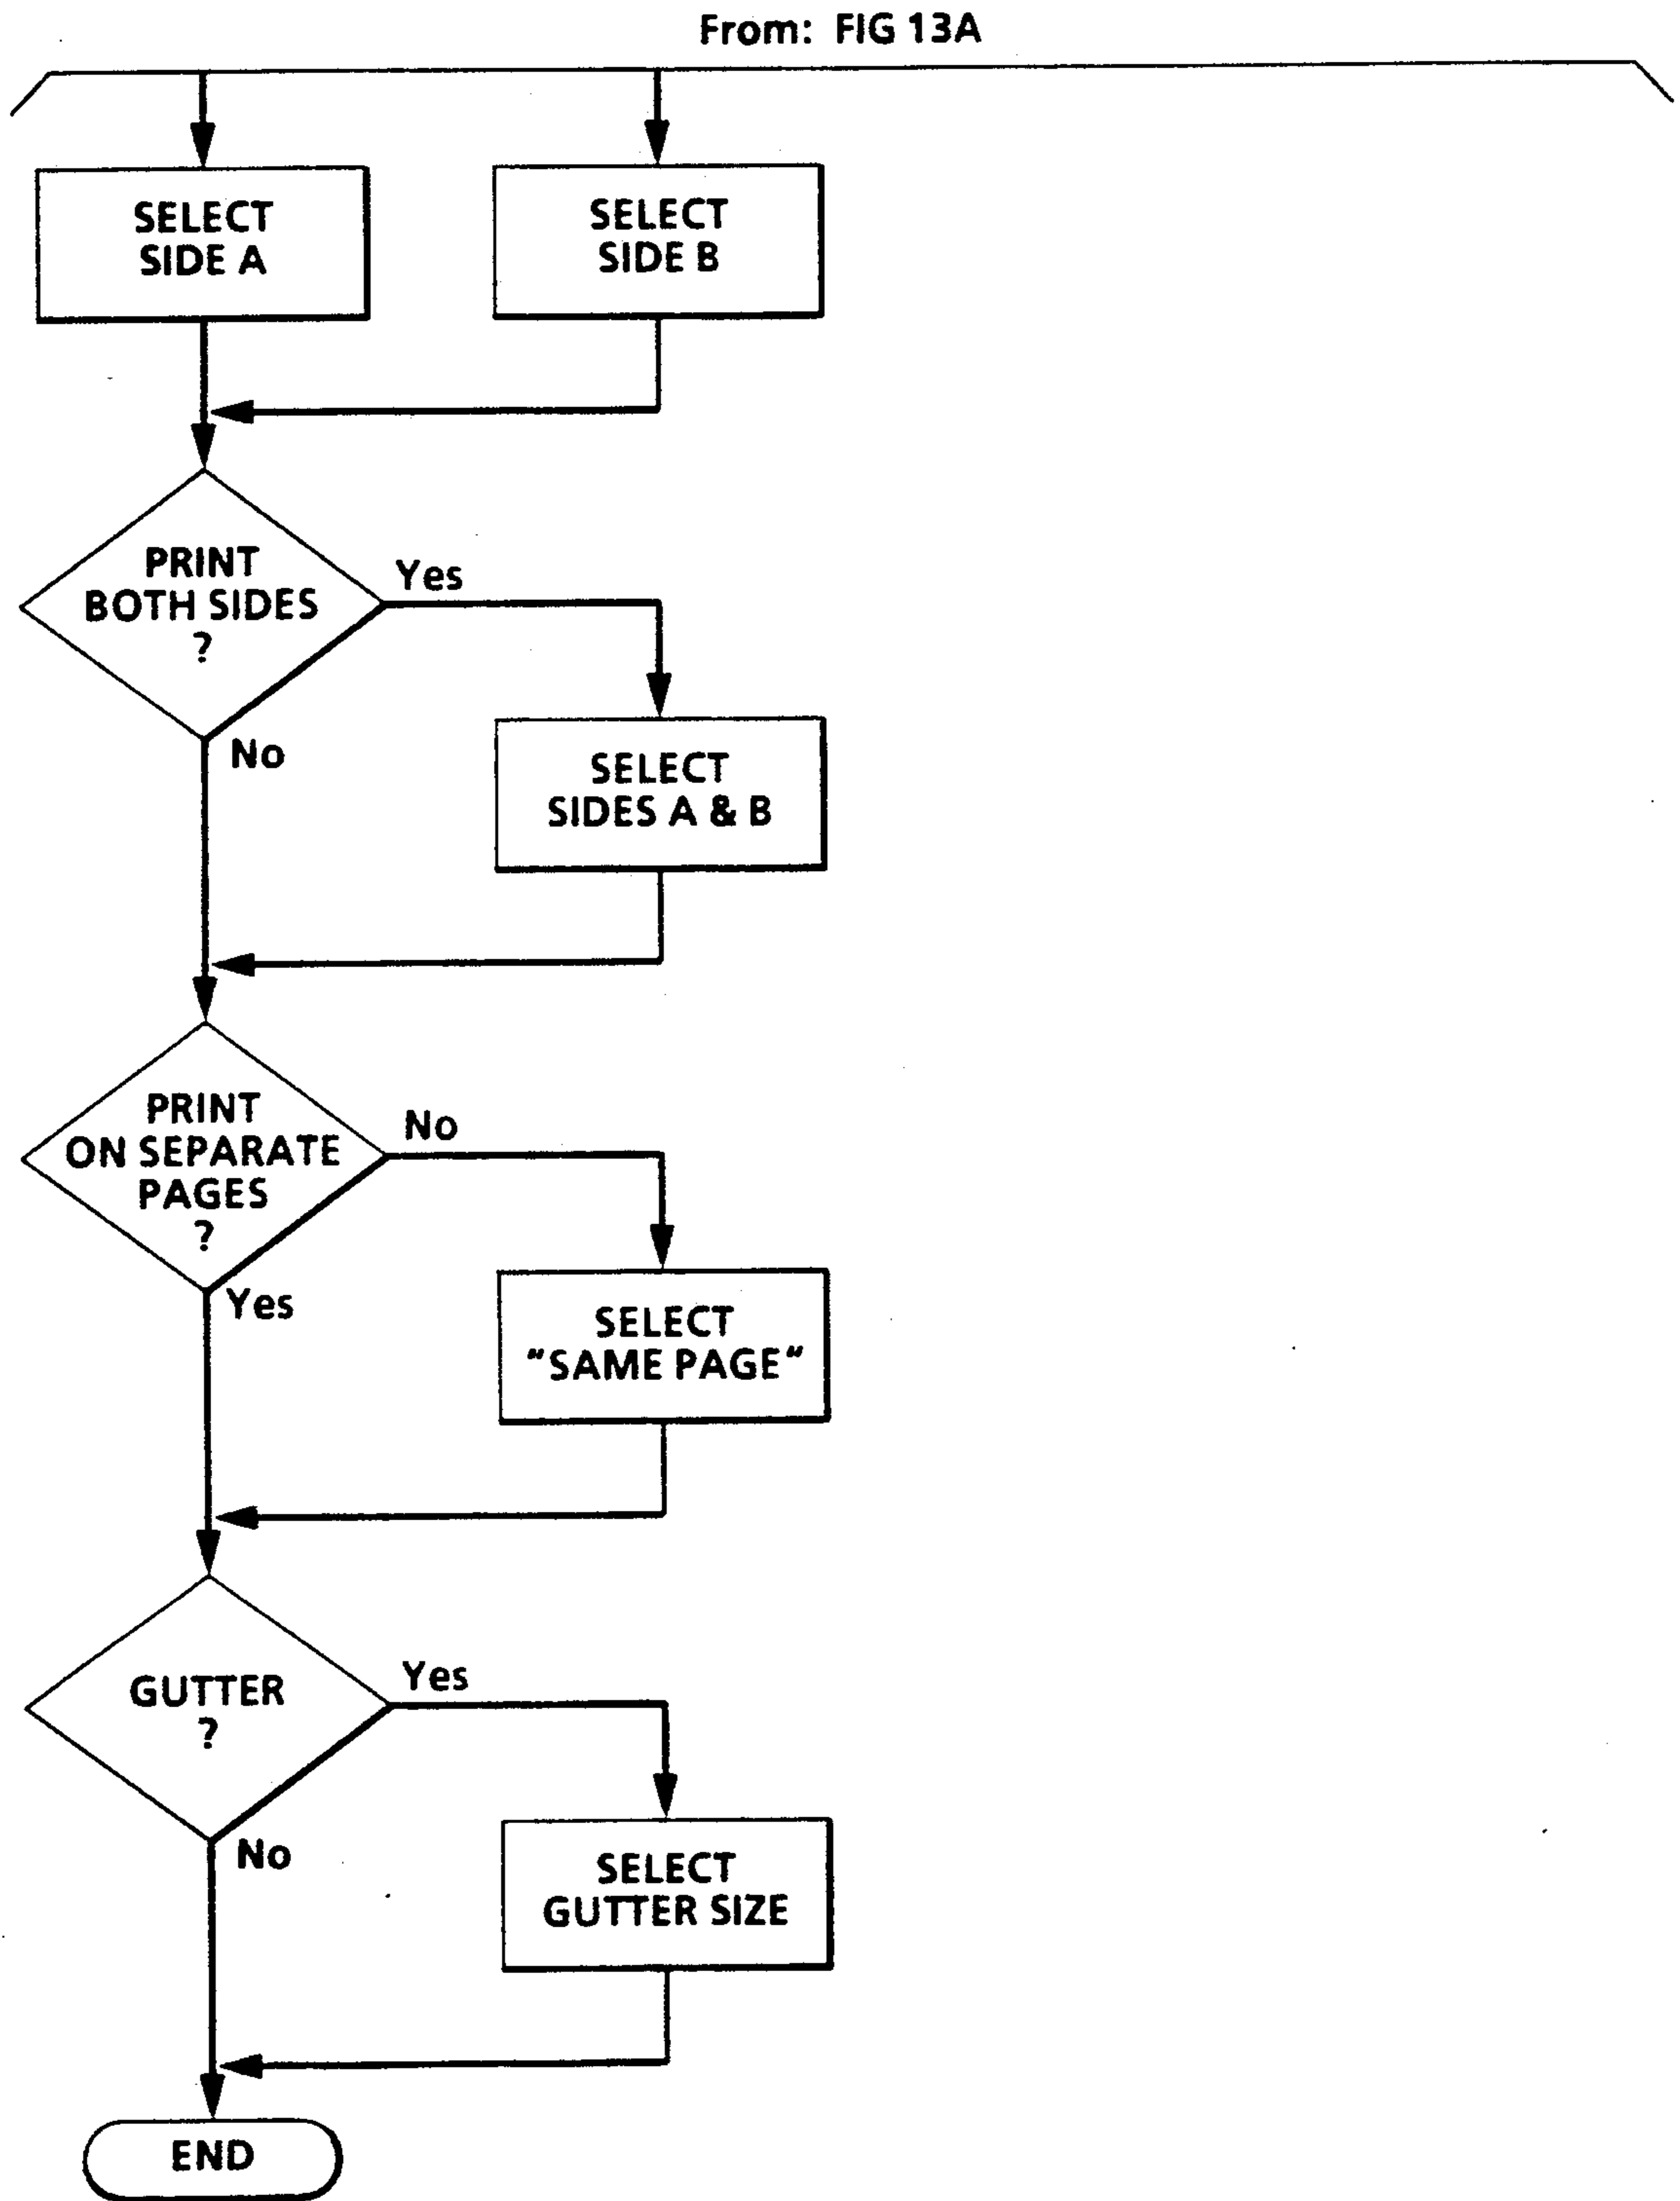 From: FIG 13A
SELECT
SIDE A
SELECT
SIDE B
PRINT
BOTH SIDES
?
Yes
No
SELECT
SIDES A & B
PRINT
ON SEPARATE
PAGES
?
No
Yes
SELECT
"SAME PAGE"
GUTTER
?
Yes
No
SELECT
GUTTER SIZE
END